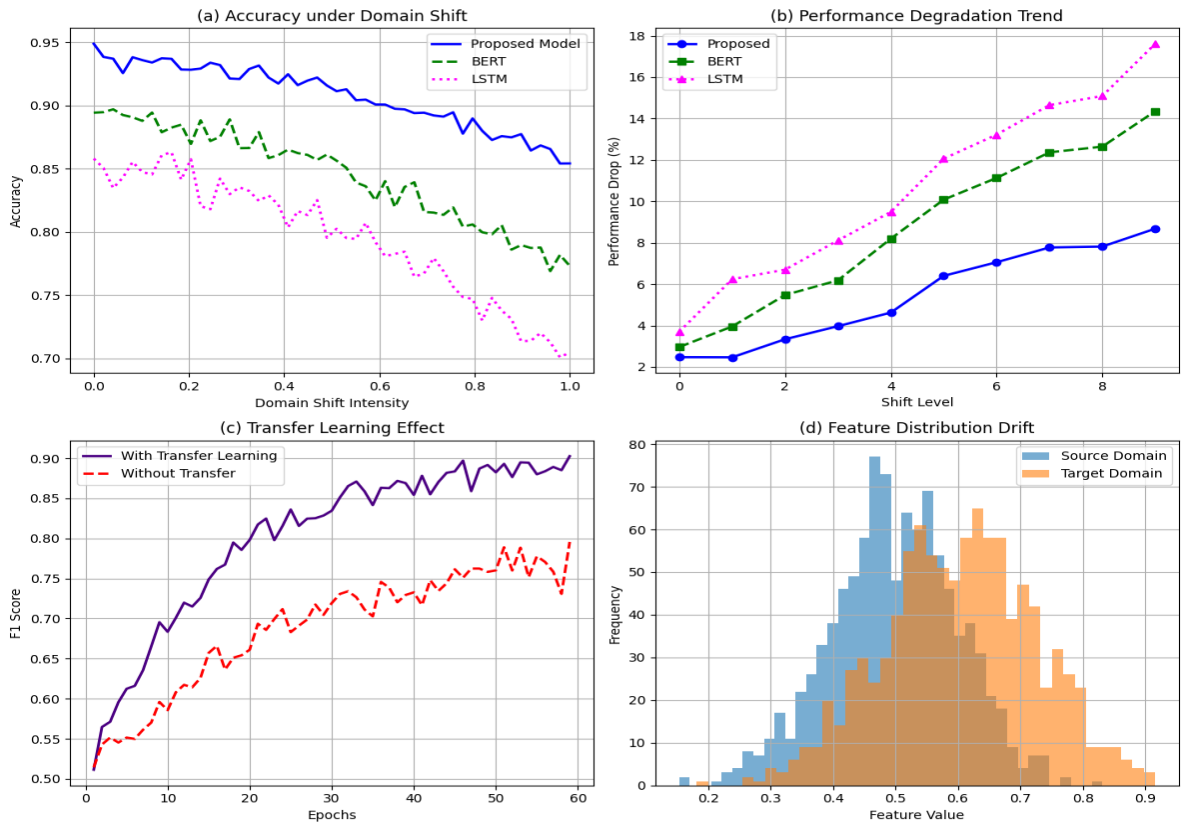 (a) Accuracy under Domain Shift
Proposed Model
BERT
LSTM
0.95
0.90
0.85
0.80
0.75
0.70
Accuracy
0.0 0.2 0.4 0.6 0.8 1.0
Domain Shift Intensity
(b) Performance Degradation Trend
Proposed
BERT
LSTM
18
16
14
12
10
8
6
4
2
Performance Drop (%)
0 2 4 6 8
Shift Level
(c) Transfer Learning Effect
With Transfer Learning
Without Transfer
0.90
0.85
0.80
0.75
0.70
0.65
0.60
0.55
0.50
F1 Score
0 10 20 30 40 50 60
Epochs
(d) Feature Distribution Drift
Source Domain
Target Domain
80
70
60
50
40
30
20
10
0
Frequency
0.2 0.3 0.4 0.5 0.6 0.7 0.8 0.9
Feature Value